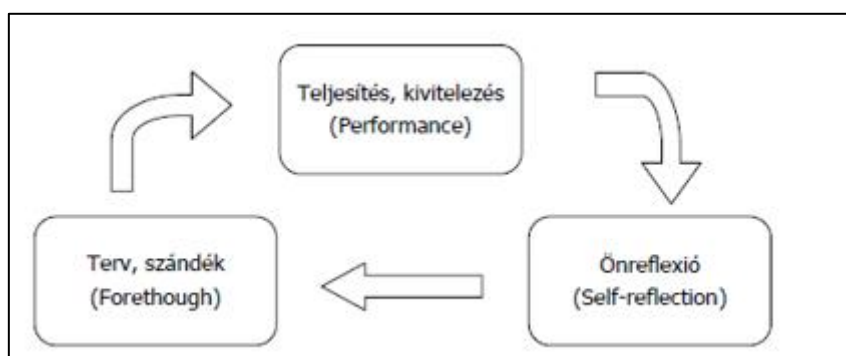 Teljesítés, kivitelezés
(Performance)
Terv, szándék
(Forethough)
Önreflexió
(Self-reflection)